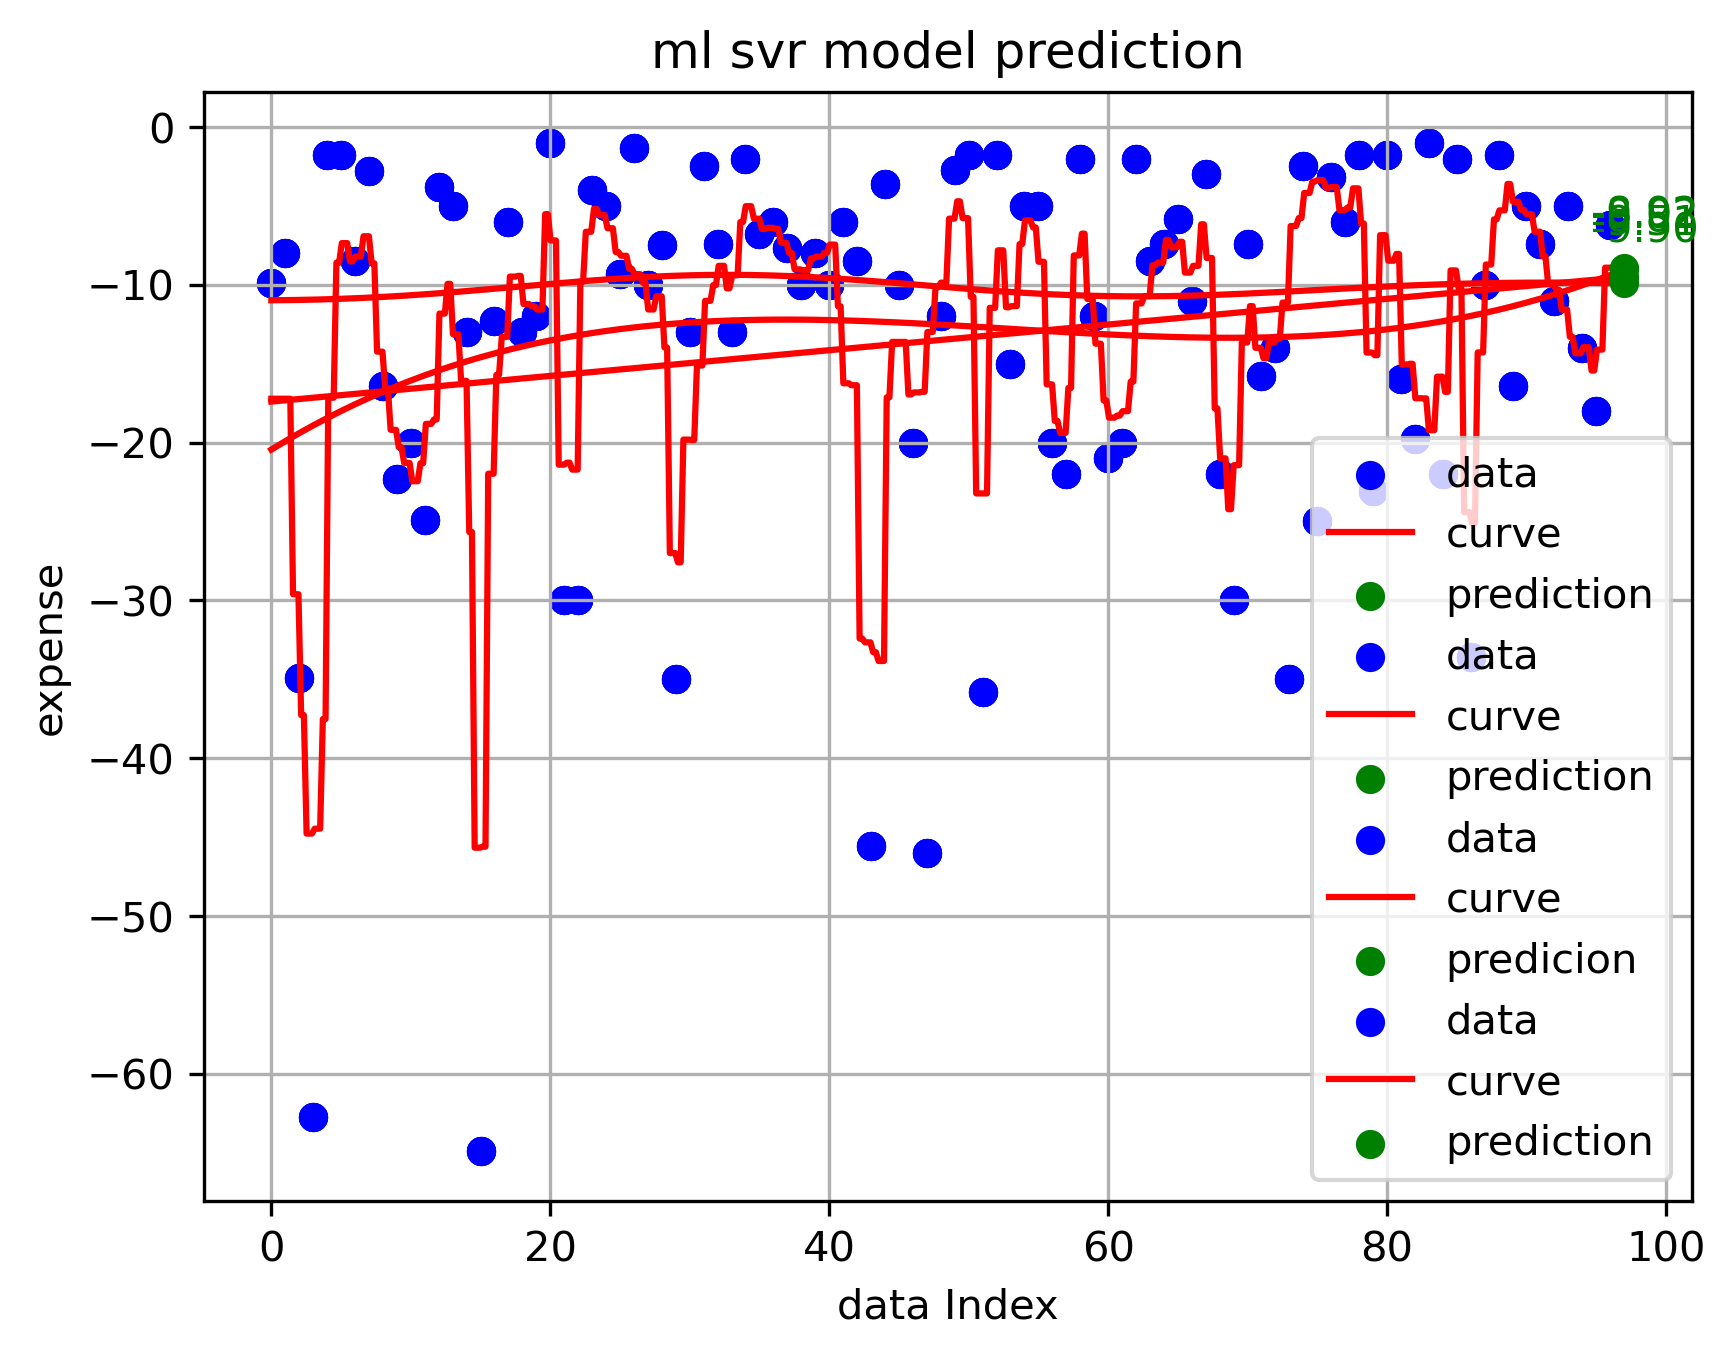 ml svr model prediction
expense
0
−10
−20
−30
−40
−50
−60
data
curve
prediction
data
curve
prediction
data
curve
predicion
data
curve
prediction
0
20
40
60
80
100
data Index